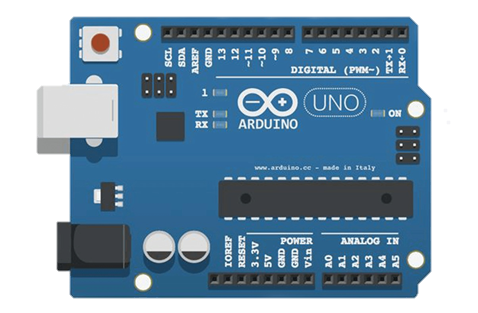 SCL
SDA
AREF
GND
13
12
~11
~10
~9
8
7
~6
~5
4
~3
2
TX→1
RX←0
DIGITAL (PWM~)
1
TX
RX
ARDUINO
UNO
ON
www.arduino.cc - made in Italy
POWER
ANALOG IN
IOREF
RESET
3.3V
5V
GND
GND
Vin
A0
A1
A2
A3
A4
A5